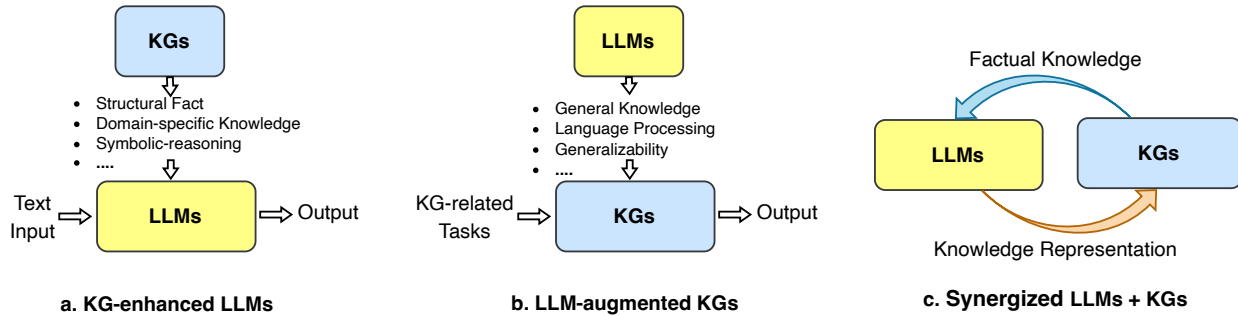 KGs
• Structural Fact
• Domain-specific Knowledge
• Symbolic-reasoning
• ....
Text
Input
LLMs
Output
a. KG-enhanced LLMs
LLMs
• General Knowledge
• Language Processing
• Generalizability
• ....
KG-related
Tasks
KGs
Output
b. LLM-augmented KGs
Factual Knowledge
LLMs
KGs
Knowledge Representation
c. Synergized LLMs + KGs